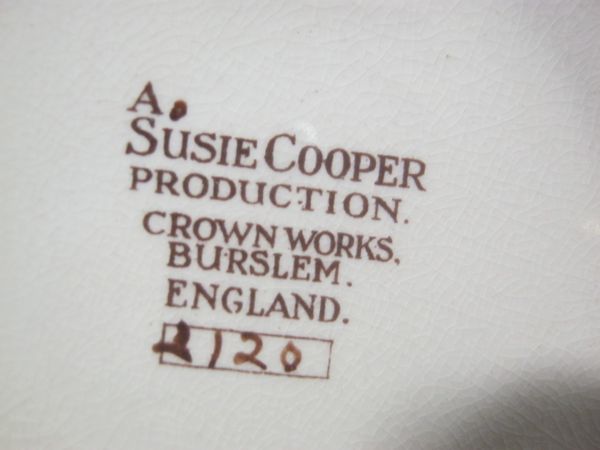 A.
SUSIE COOPER
PRODUCTION.
CROWN WORKS,
BURSLEM.
ENGLAND.
2120